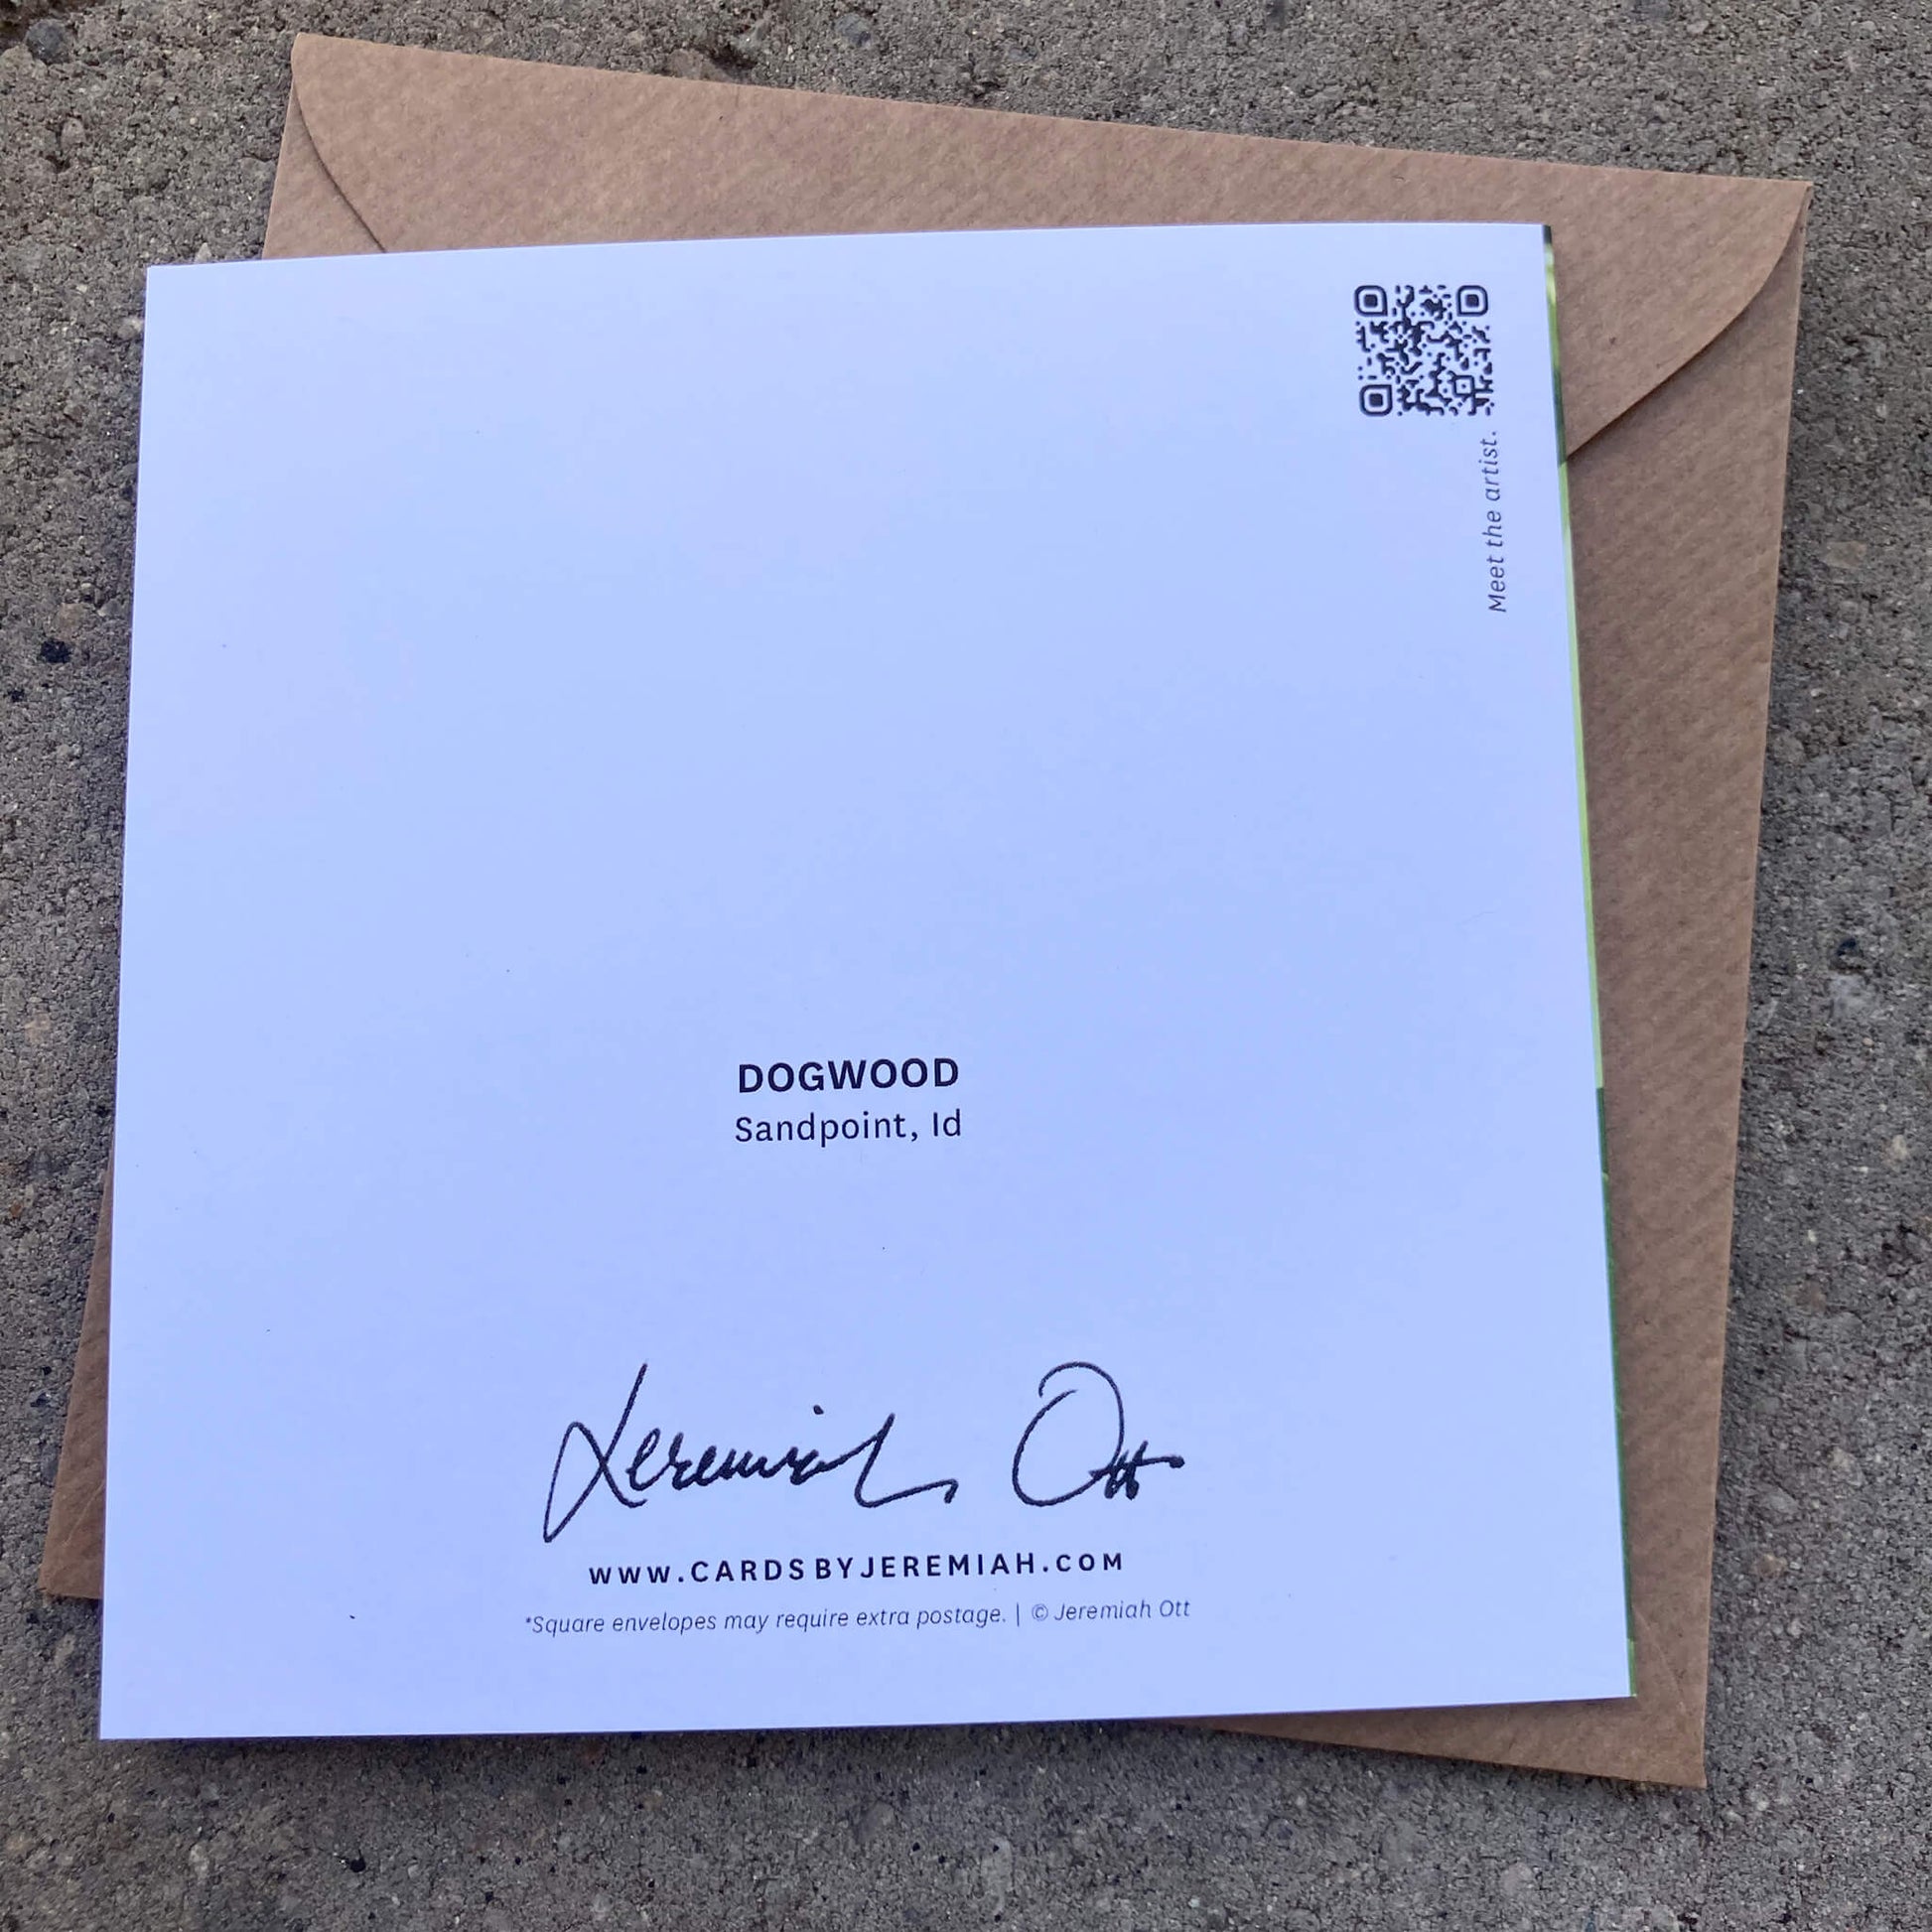 Meet the artist.
DOGWOOD
Sandpoint, Id
Jeremiah Ott
WWW.CARDSBYJEREMIAH.COM
*Square envelopes may require extra postage. | © Jeremiah Ott